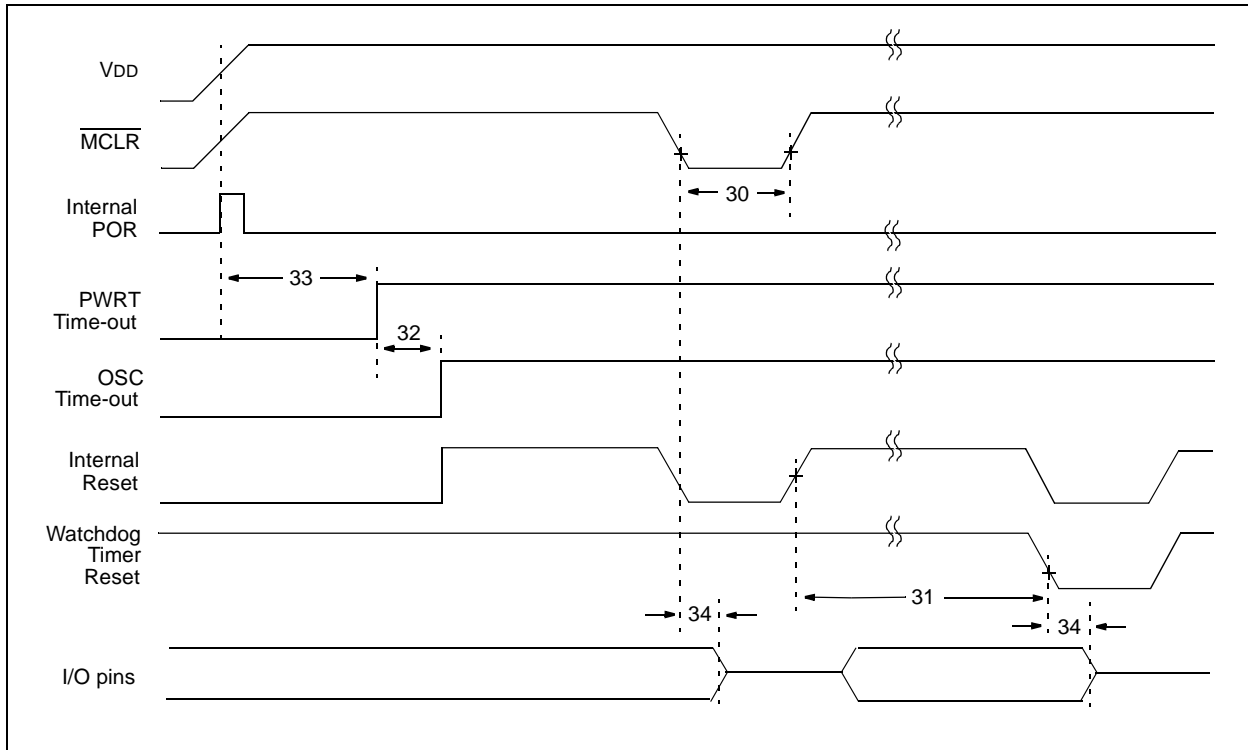 VDD
MCLR
30
Internal
POR
33
PWRT
Time-out
32
OSC
Time-out
Internal
Reset
Watchdog
Timer
Reset
31
34
34
I/O pins